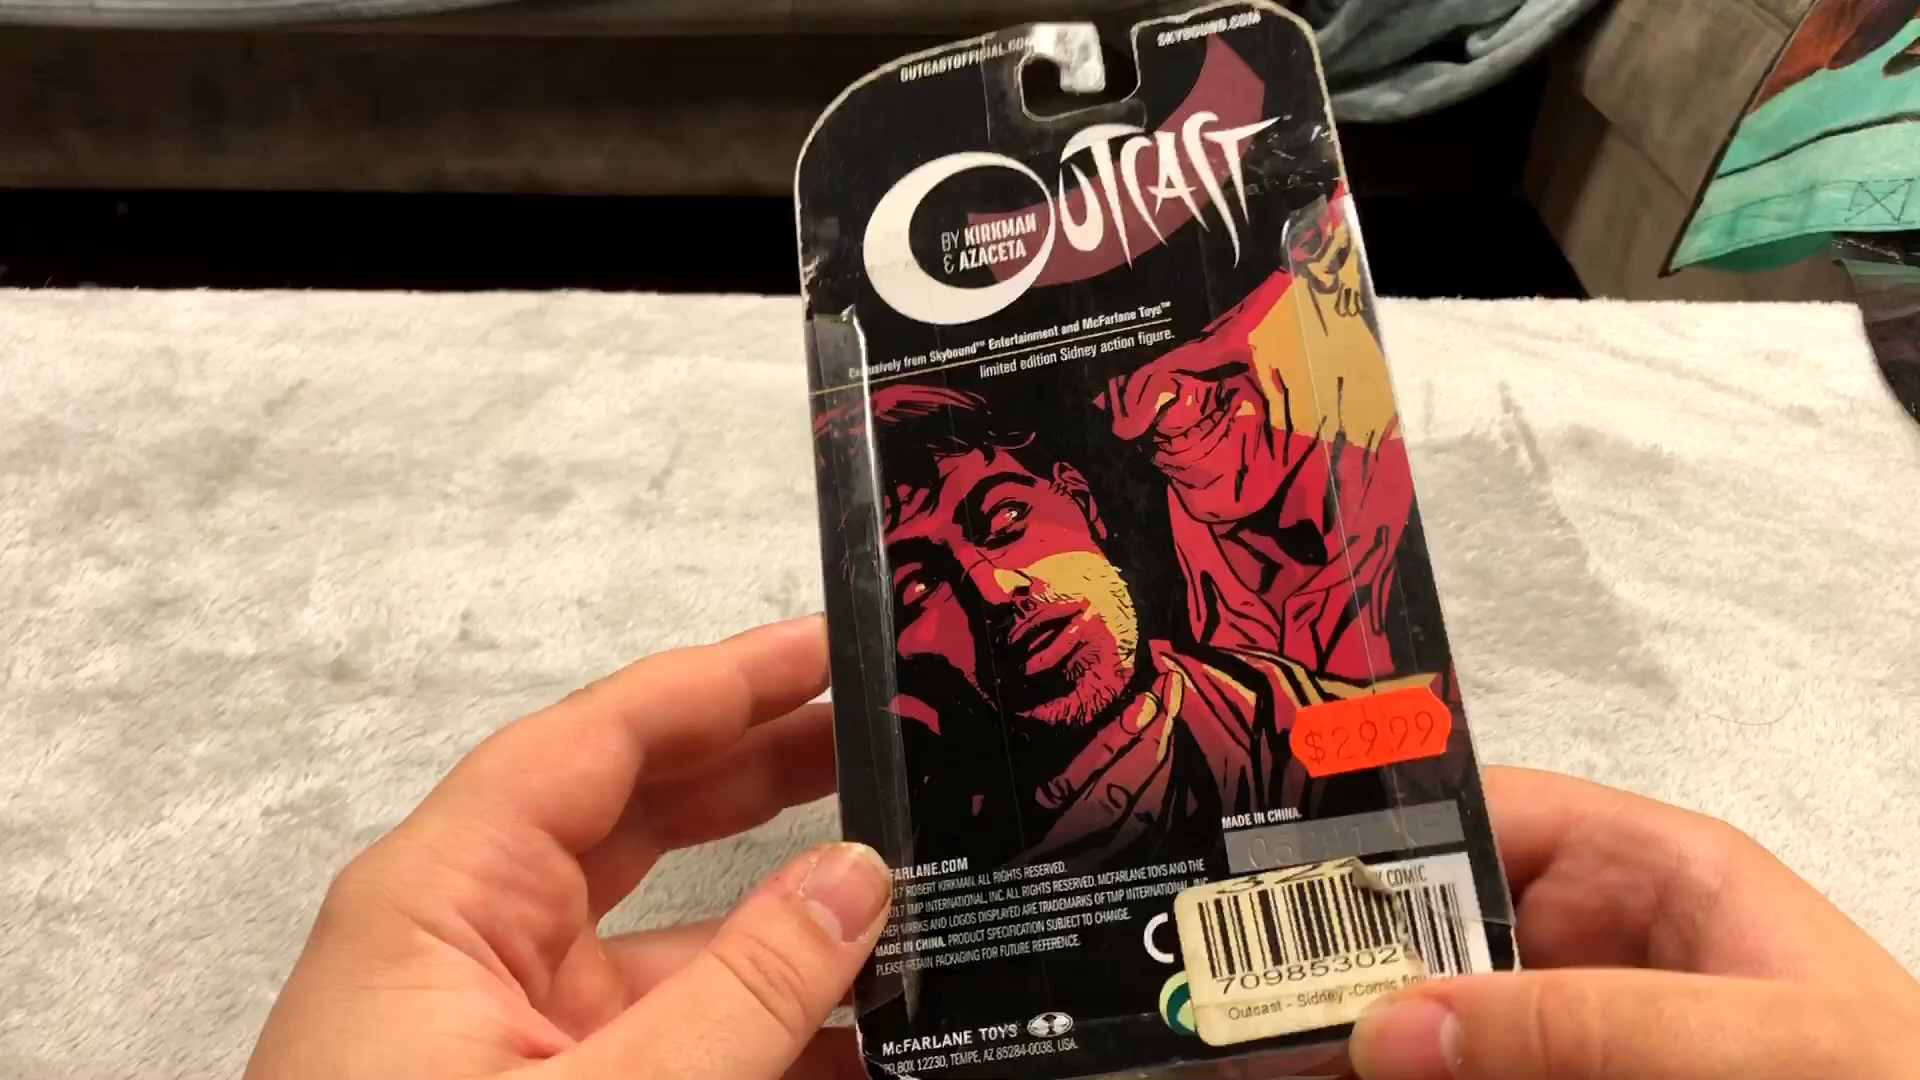 OUTCASTOFFICIAL.COM
SKYBOUND.COM
OUTCAST
BY KIRKMAN
& AZACETA
Exclusively from Skybound™ Entertainment and McFarlane Toys™
limited edition Sidney action figure.
$29.99
MADE IN CHINA.
FARLANE.COM
17 ROBERT KIRKMAN. ALL RIGHTS RESERVED.
2017 TMP INTERNATIONAL, INC. ALL RIGHTS RESERVED. MCFARLANE TOYS AND THE
HER MARKS AND LOGOS DISPLAYED ARE TRADEMARKS OF TMP INTERNATIONAL, INC.
MADE IN CHINA. PRODUCT SPECIFICATION SUBJECT TO CHANGE.
PLEASE RETAIN PACKAGING FOR FUTURE REFERENCE.
COMIC
70985302
Outcast - Sidney -Comic
McFARLANE TOYS
BOX 12230, TEMPE, AZ 85284-0038, USA.